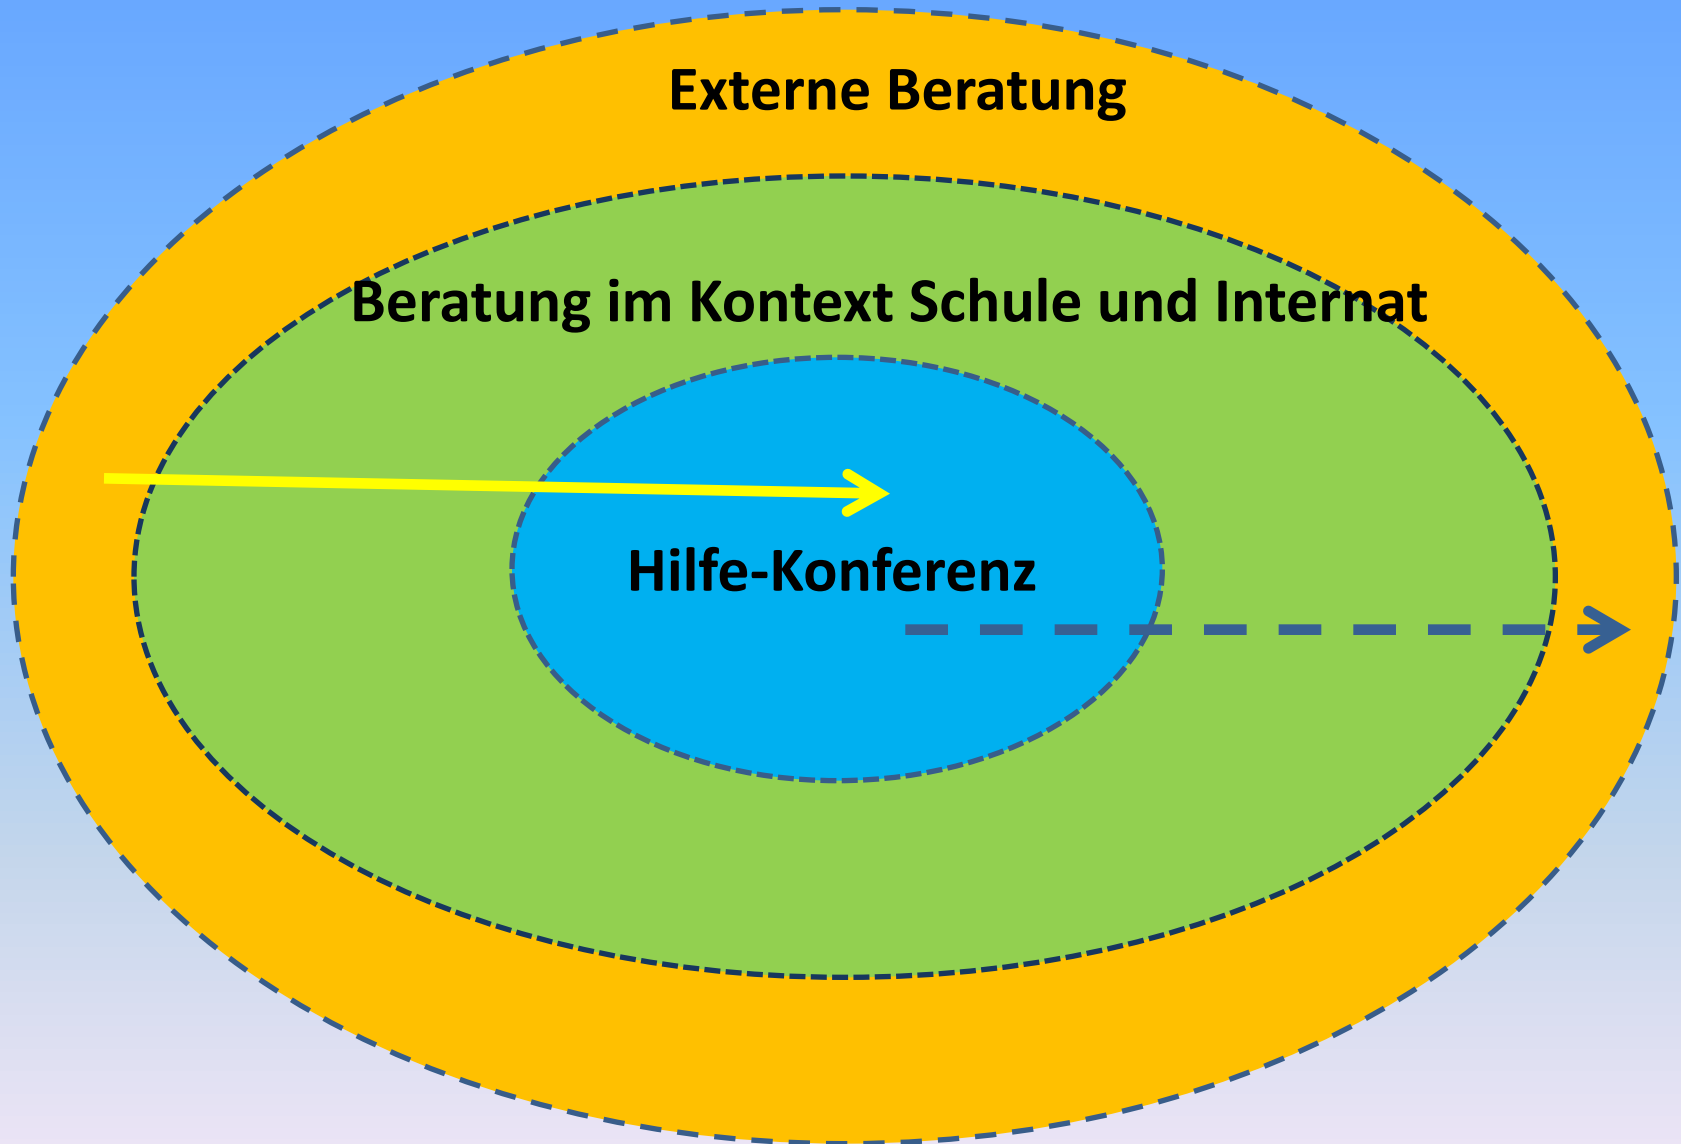 Externe Beratung
Beratung im Kontext Schule und Internat
Hilfe-Konferenz